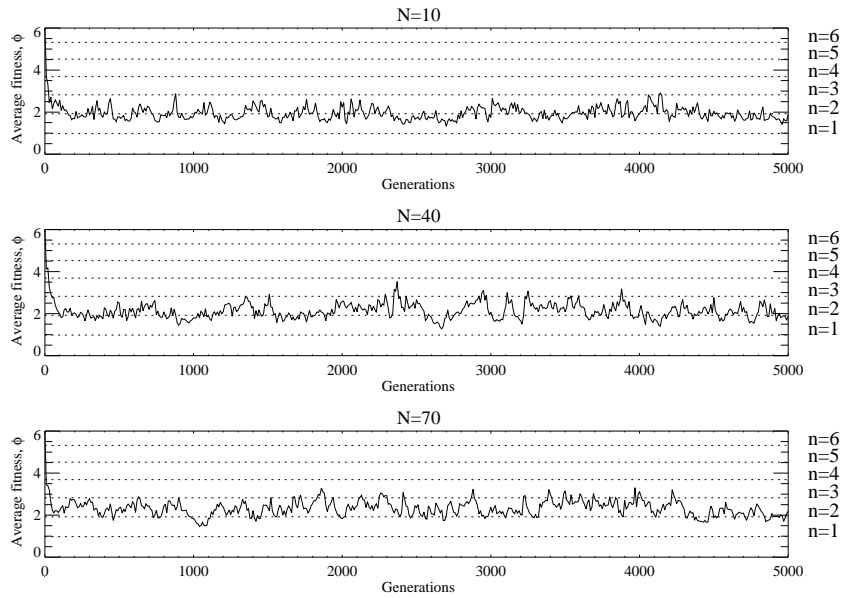 N=10
Average fitness, ϕ
6
4
2
0
n=6
n=5
n=4
n=3
n=2
n=1
0 1000 2000 3000 4000 5000
Generations
N=40
Average fitness, ϕ
6
4
2
0
n=6
n=5
n=4
n=3
n=2
n=1
0 1000 2000 3000 4000 5000
Generations
N=70
Average fitness, ϕ
6
4
2
0
n=6
n=5
n=4
n=3
n=2
n=1
0 1000 2000 3000 4000 5000
Generations